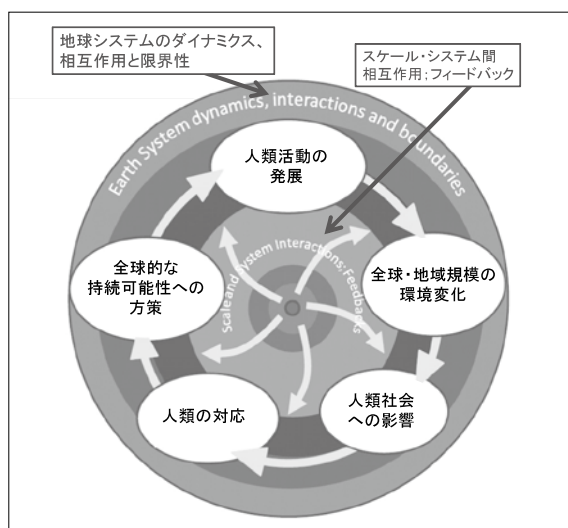 地球システムのダイナミクス、
相互作用と限界性
スケール・システム間
相互作用;フィードバック
Earth System dynamics, interactions and boundaries
人類活動の
発展
全球的な
持続可能性への
方策
Scale and System Interactions: Feedbacks
全球・地域規模の
環境変化
人類の対応
人類社会
への影響